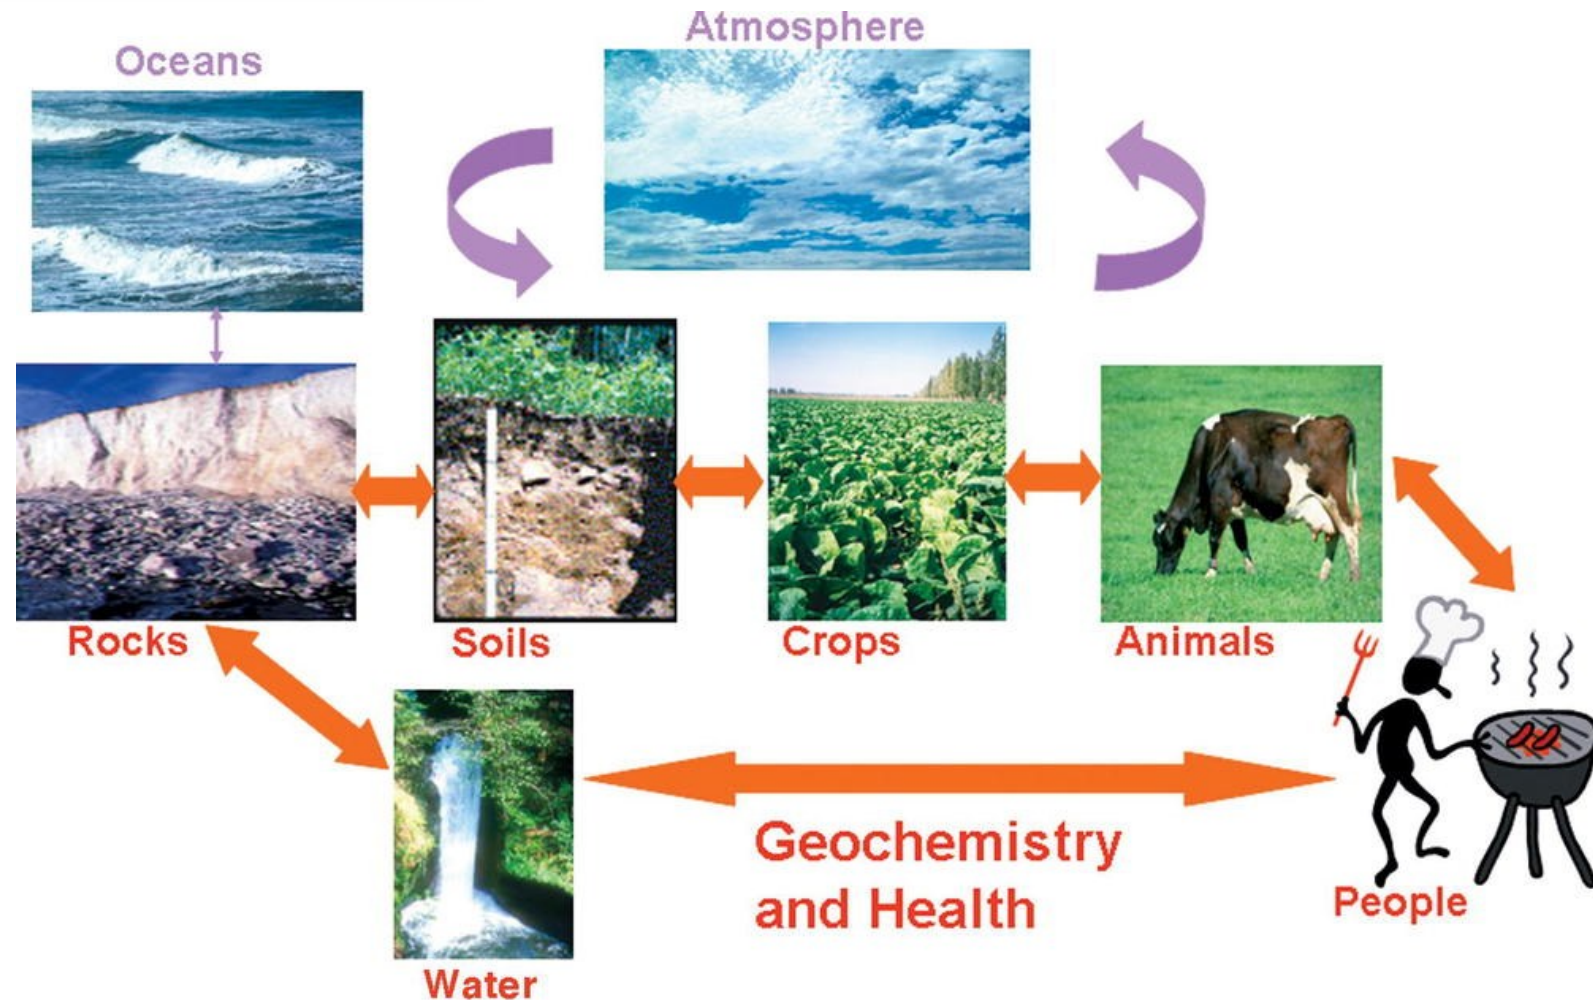 Atmosphere
Oceans
Rocks
Soils
Crops
Animals
Geochemistry
and Health
People
Water